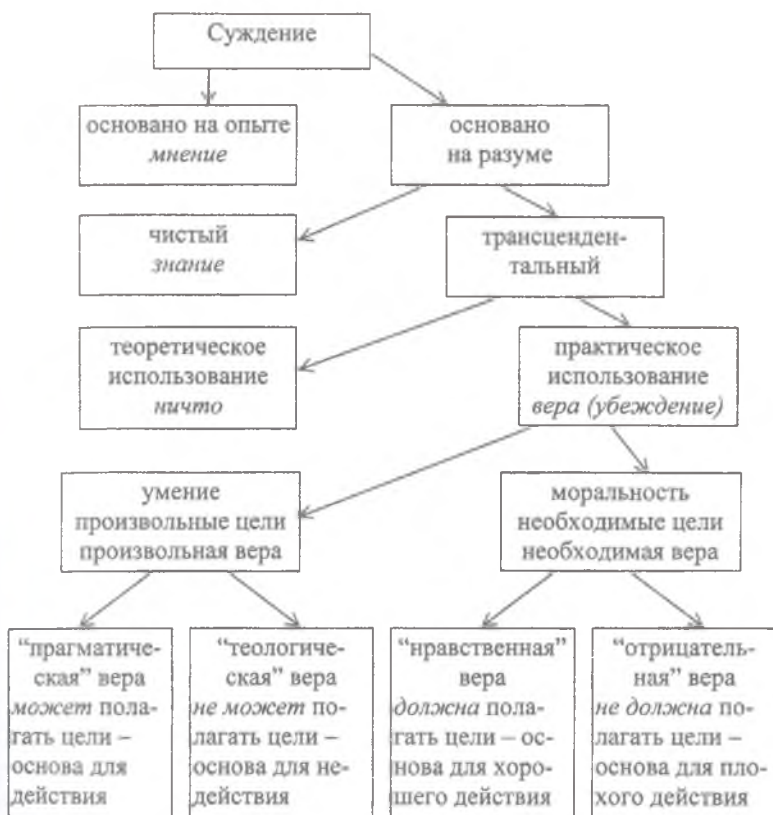 Суждение
основано на опыте
мнение
основано
на разуме
чистый
знание
трансценден-
тальный
теоретическое
использование
ничто
практическое
использование
вера (убеждение)
умение
произвольные цели
произвольная вера
моральность
необходимые цели
необходимая вера
“прагматиче-
ская” вера
может пола-
гать цели –
основа для
действия
“теологиче-
ская” вера
не может по-
лагать цели –
основа для не-
действия
“нравственная”
вера
должна пола-
гать цели – ос-
нова для хоро-
шего действия
“отрицатель-
ная” вера
не должна по-
лагать цели –
основа для пло-
хого действия